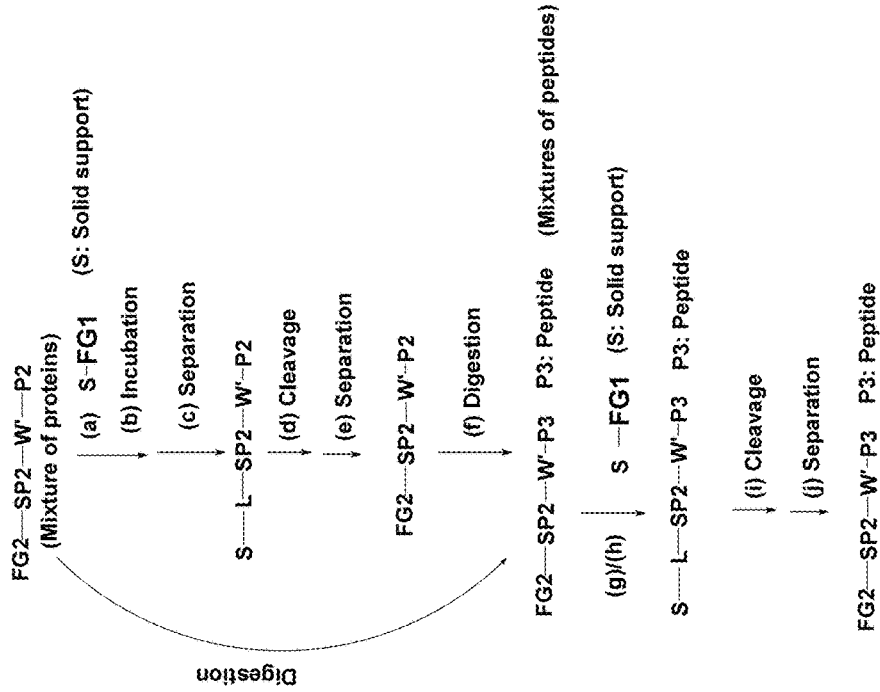 FG2----SP2---W'----P2
(Mixture of proteins)
(a) S-FG1 (S: Solid support)
(b) Incubation
(c) Separation
S------L---SP2---W'-P2
(d) Cleavage
(e) Separation
FG2----SP2---W'-P2
(f) Digestion
Digestion
FG2----SP2---W'-P3 P3: Peptide (Mixtures of peptides)
(g)/(h) S ---FG1 (S: Solid support)
S------L---SP2---W'-P3 P3: Peptide
(i) Cleavage
(j) Separation
FG2----SP2---W'-P3 P3: Peptide